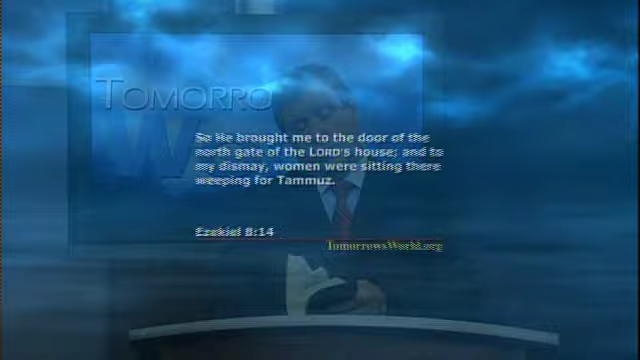 TOMORRO
W
So He brought me to the door of the
north gate of the LORD'S house; and to
my dismay, women were sitting there
weeping for Tammuz.
Ezekiel 8:14
TomorrowsWorld.org